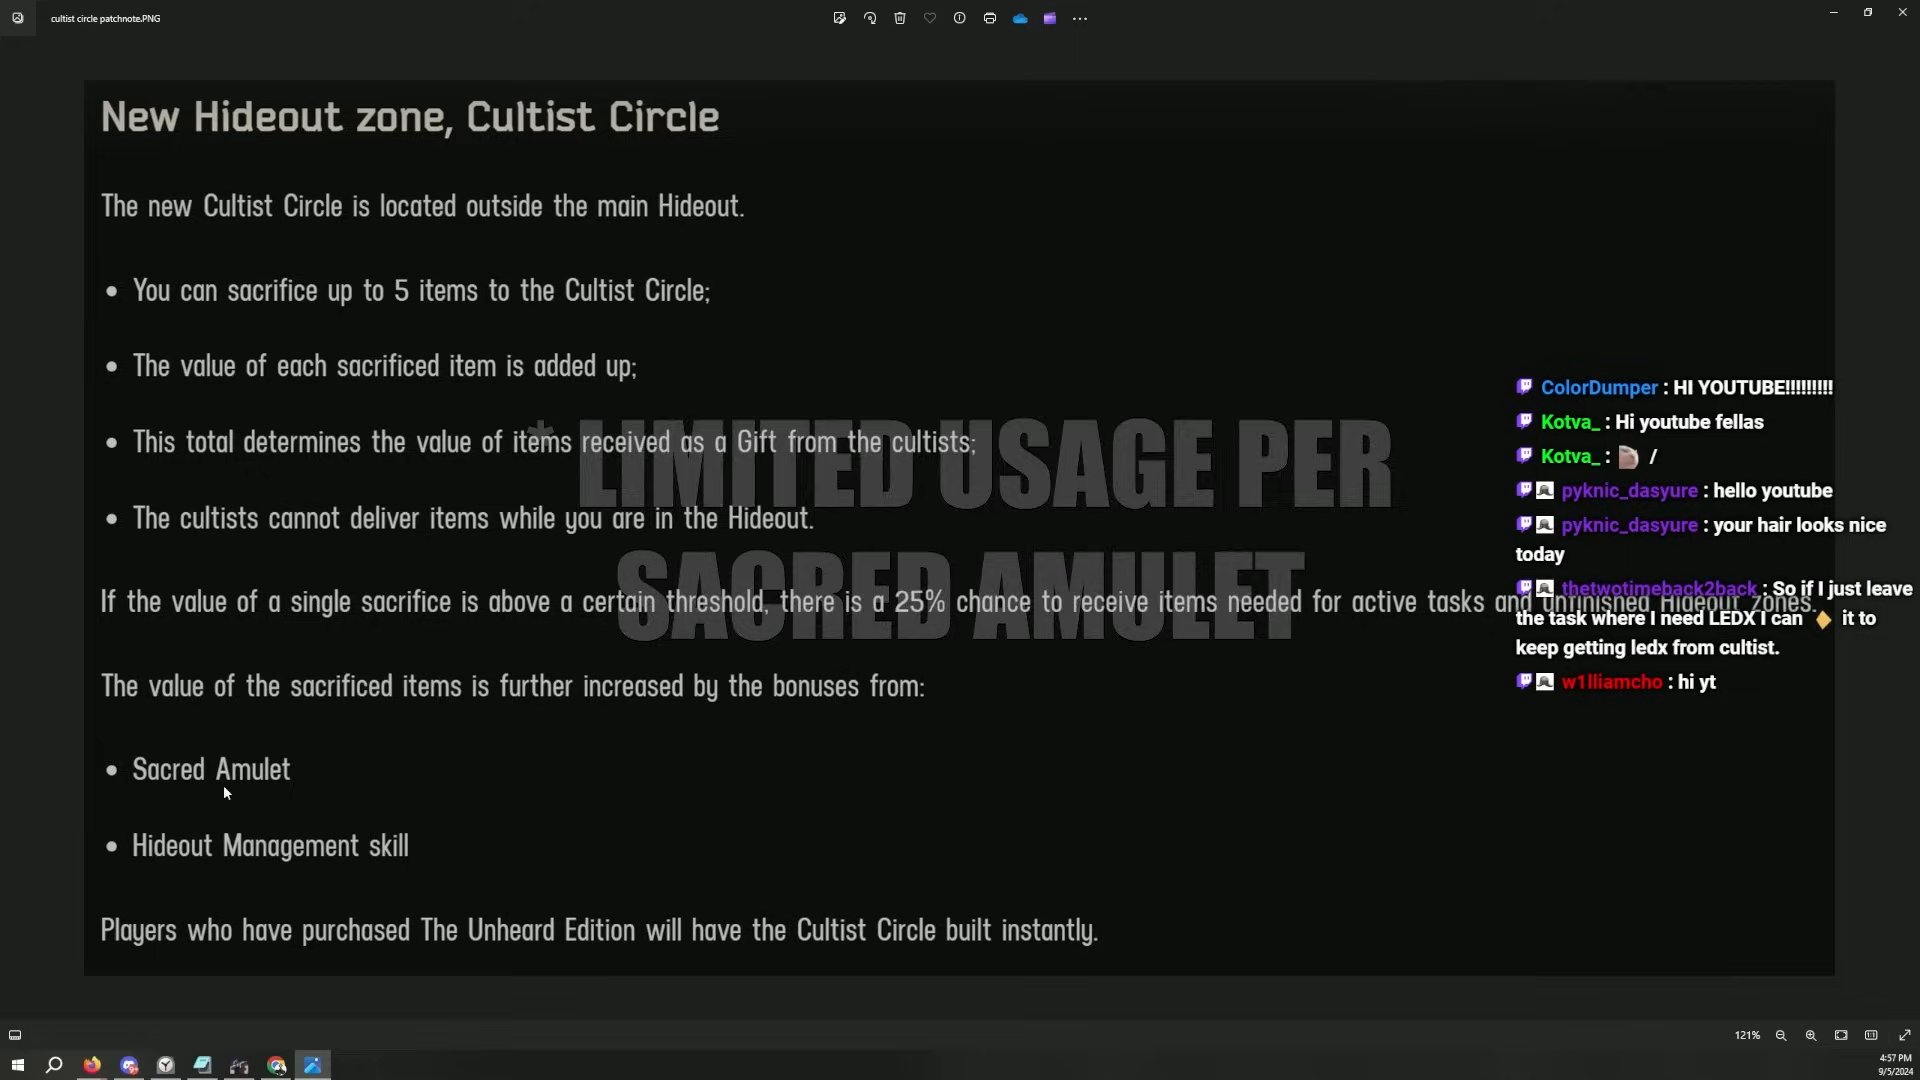 cultist circle patchnote.PNG
New Hideout zone, Cultist Circle
The new Cultist Circle is located outside the main Hideout.
• You can sacrifice up to 5 items to the Cultist Circle;
• The value of each sacrificed item is added up;
• This total determines the value of items received as a Gift from the cultists;
• The cultists cannot deliver items while you are in the Hideout.
If the value of a single sacrifice is above a certain threshold, there is a 25% chance to receive items needed for active tasks and unfinished Hideout zones.
The value of the sacrificed items is further increased by the bonuses from:
• Sacred Amulet
• Hideout Management skill
Players who have purchased The Unheard Edition will have the Cultist Circle built instantly.
* LIMITED USAGE PER
SACRED AMULET
ColorDumper : HI YOUTUBE!!!!!!!!!
Kotva_ : Hi youtube fellas
Kotva_ : /
pyknic_dasyure : hello youtube
pyknic_dasyure : your hair looks nice
today
thetwotimeback2back : So if I just leave
the task where I need LEDX I can it to
keep getting ledx from cultist.
w1lliamcho : hi yt
121%
4:57 PM
9/5/2024